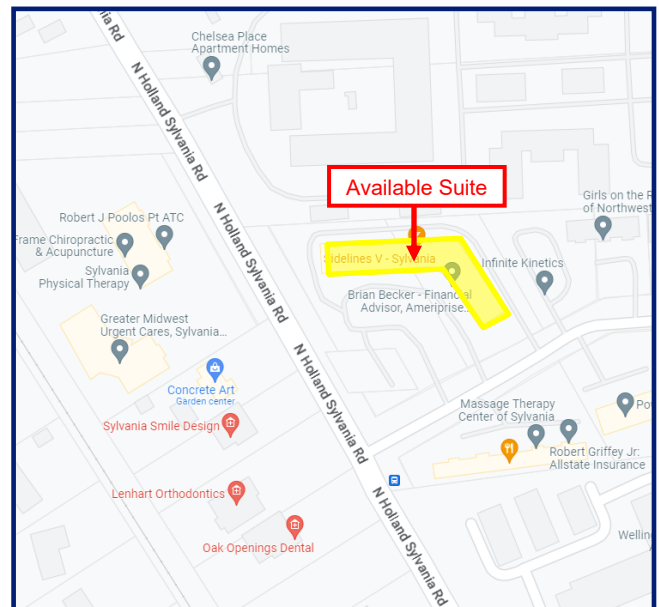 N Holland Sylvania Rd
Chelsea Place
Apartment Homes
N Holland Sylvania Rd
Available Suite
Girls on the R
of Northwest
Robert J Poolos Pt ATC
N Holland Sylvania Rd
Frame Chiropractic
& Acupuncture
Sidelines V - Sylvania
Infinite Kinetics
Sylvania
Physical Therapy
Brian Becker - Financial
Advisor, Ameriprise...
Greater Midwest
Urgent Cares, Sylvania...
N Holland Sylvania Rd
Concrete Art
Garden center
Massage Therapy
Center of Sylvania
Po
Sylvania Smile Design
Robert Griffey Jr:
Allstate Insurance
Lenhart Orthodontics
N Holland Sylvania Rd
Wellin
Oak Openings Dental